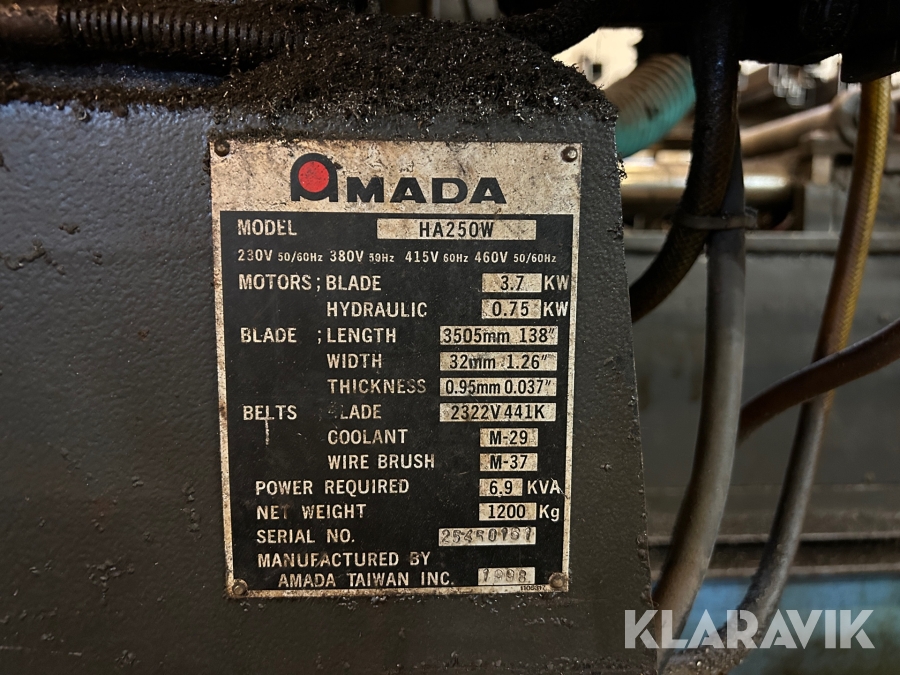 AMADA
MODEL HA250W
230V 50/60Hz 380V 50Hz 415V 60Hz 460V 50/60Hz
MOTORS; BLADE 3.7 KW
HYDRAULIC 0.75 KW
BLADE ; LENGTH 3505mm 138"
WIDTH 32mm 1.26"
THICKNESS 0.95mm 0.037"
BELTS ; BLADE 2322V441K
COOLANT M-29
WIRE BRUSH M-37
POWER REQUIRED 6.9 KVA
NET WEIGHT 1200 Kg
SERIAL NO. 25450161
MANUFACTURED BY
AMADA TAIWAN INC. 1998
KLARAVIK